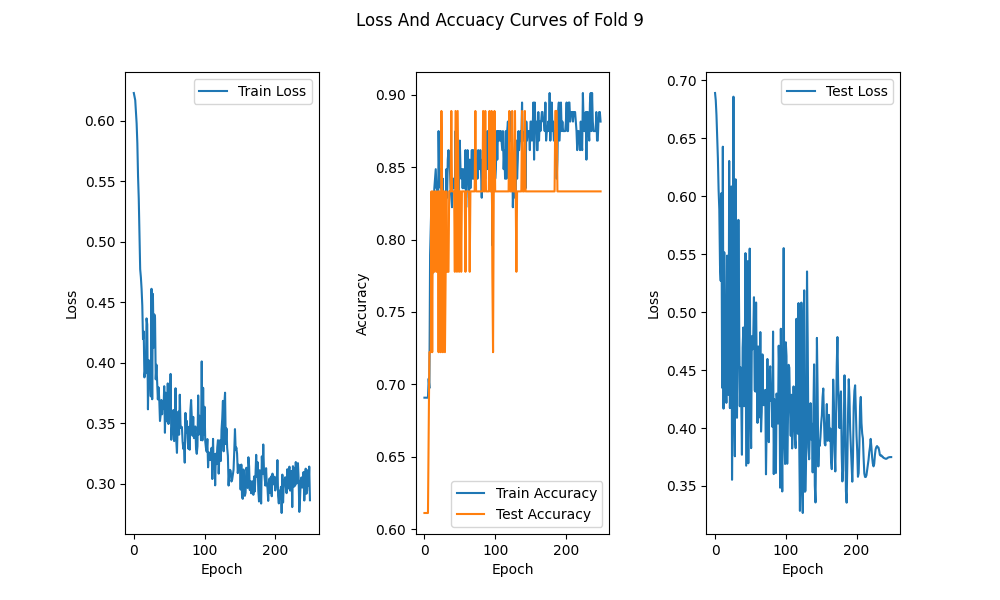 Loss And Accuacy Curves of Fold 9
Train Loss
0.60
0.55
0.50
0.45
0.40
0.35
0.30
Loss
0
100
200
Epoch
0.90
0.85
0.80
0.75
0.70
0.65
0.60
Accuracy
Train Accuracy
Test Accuracy
0
100
200
Epoch
Test Loss
0.70
0.65
0.60
0.55
0.50
0.45
0.40
0.35
Loss
0
100
200
Epoch